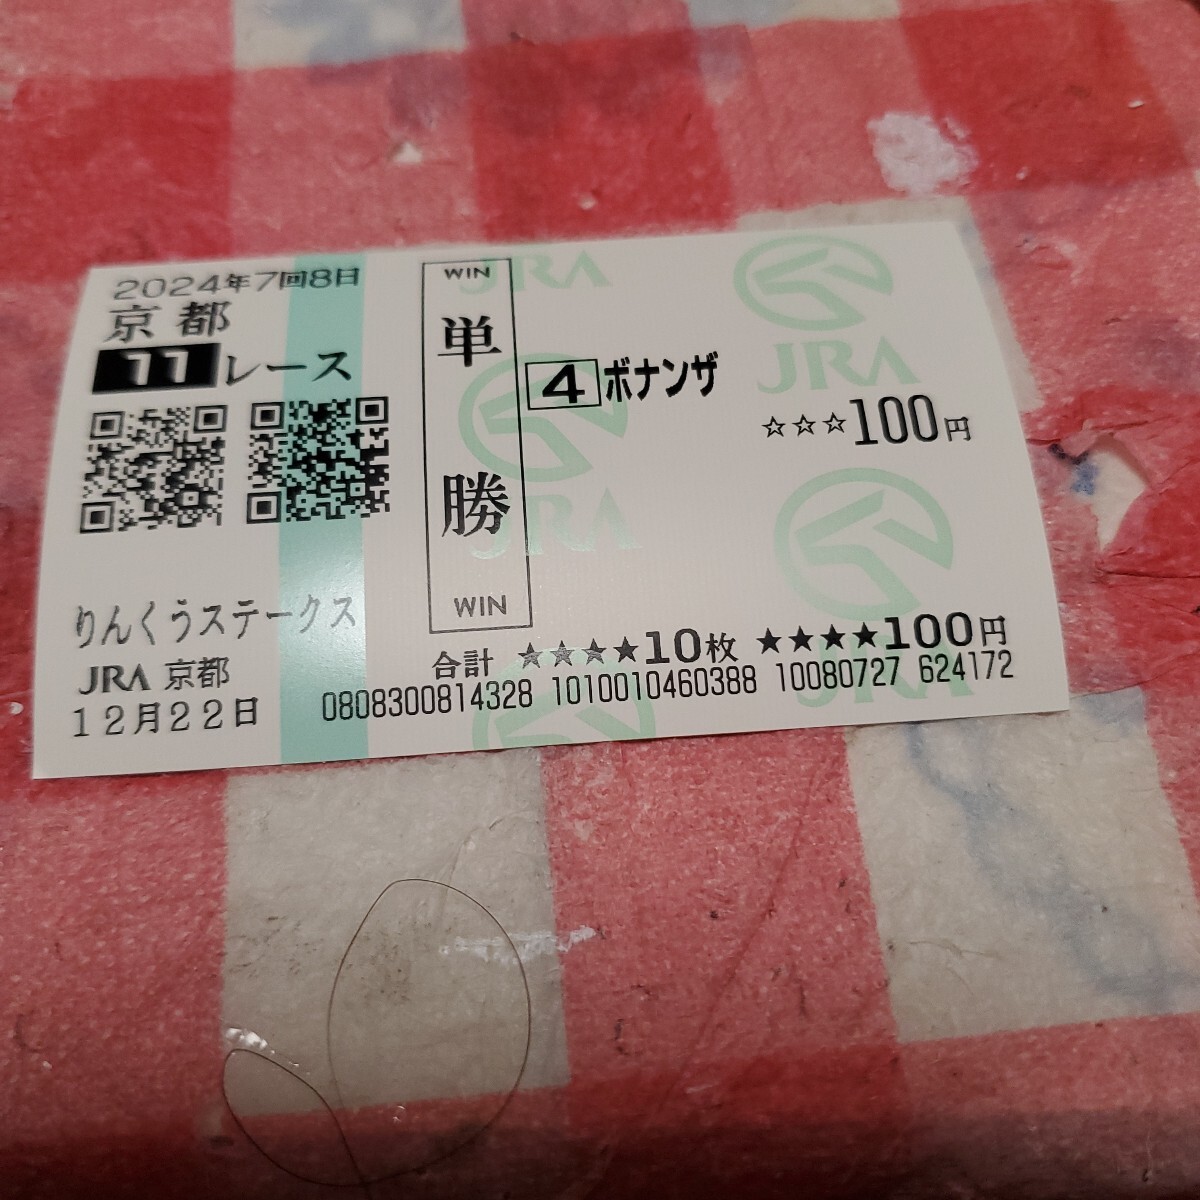 2024年7回8日
京都
11レース
りんくうステークス
JRA 京都
12月22日
WIN
単勝
WIN
4 ボナンザ
☆☆☆100円
合計 ★★★★10枚 ★★★★100円
0808300814328 1010010460388 10080727 624172
JRA
JRA
JRA
JRA